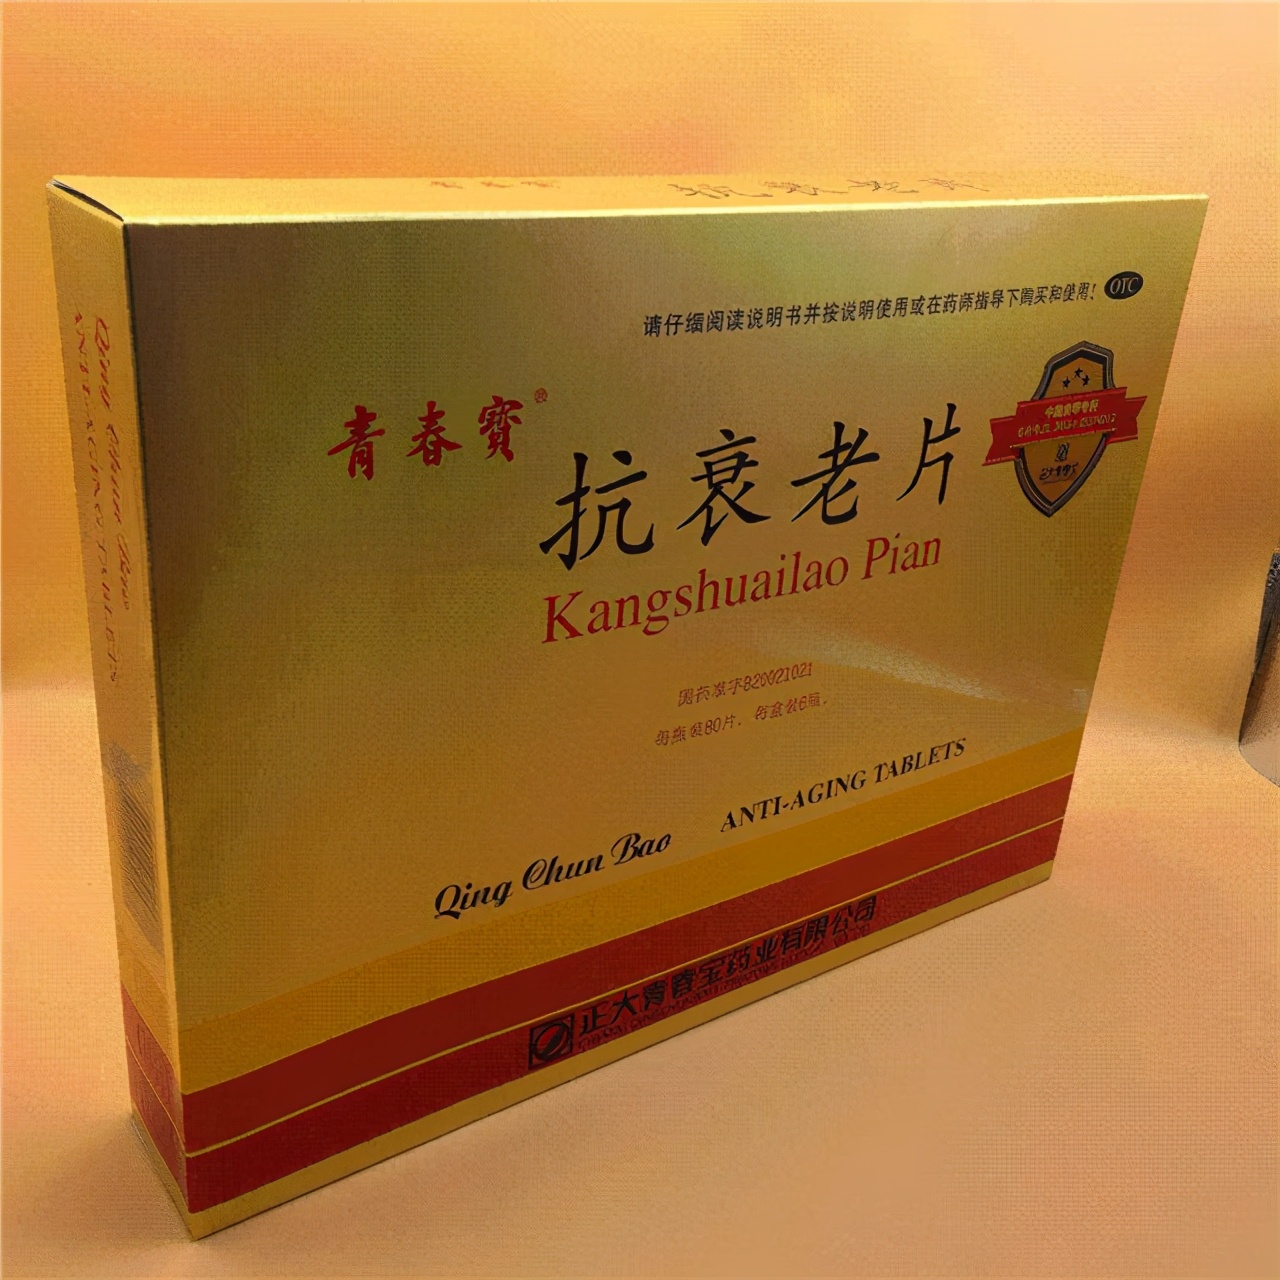 请仔细阅读说明书并按说明使用或在药师指导下购买和使用! OTC
青春寶®
抗衰老片
Kangshuailao Pian
国药准字B20021021
每瓶装80片，每盒装6瓶。
Qing Chun Bao ANTI-AGING TABLETS
正大青春宝药业有限公司